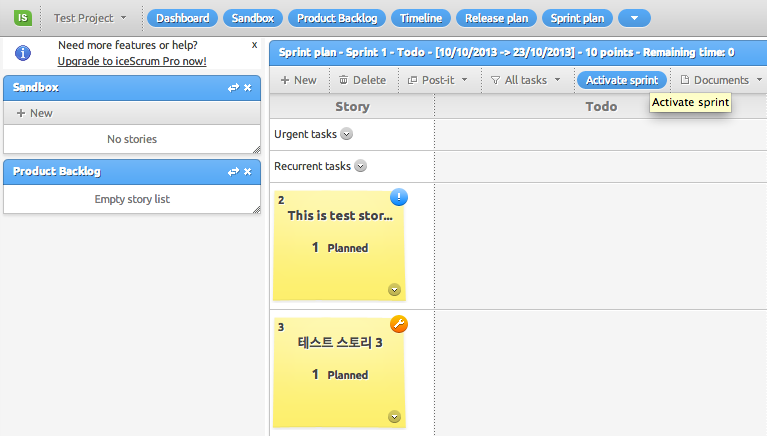 iS
Test Project
Dashboard
Sandbox
Product Backlog
Timeline
Release plan
Sprint plan
Need more features or help?
x
Upgrade to iceScrum Pro now!
Sandbox
+ New
No stories
Product Backlog
Empty story list
Sprint plan - Sprint 1 - Todo - [10/10/2013 -> 23/10/2013] - 10 points - Remaining time: 0
+ New
Delete
Post-it
All tasks
Activate sprint
Documents
Activate sprint
Story
Todo
Urgent tasks
Recurrent tasks
2
This is test stor...
1 Planned
3
테스트 스토리 3
1 Planned